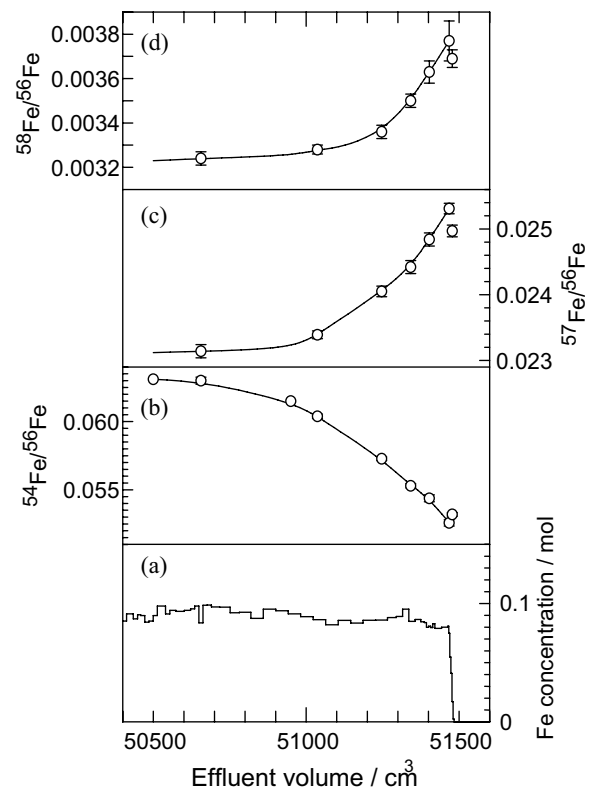 (d)
0.0038
0.0036
0.0034
0.0032
⁵⁸Fe/⁵⁶Fe
(c)
0.025
0.024
0.023
⁵⁷Fe/⁵⁶Fe
(b)
0.060
0.055
⁵⁴Fe/⁵⁶Fe
(a)
0.1
0
Fe concentration / mol
50500 51000 51500
Effluent volume / cm³